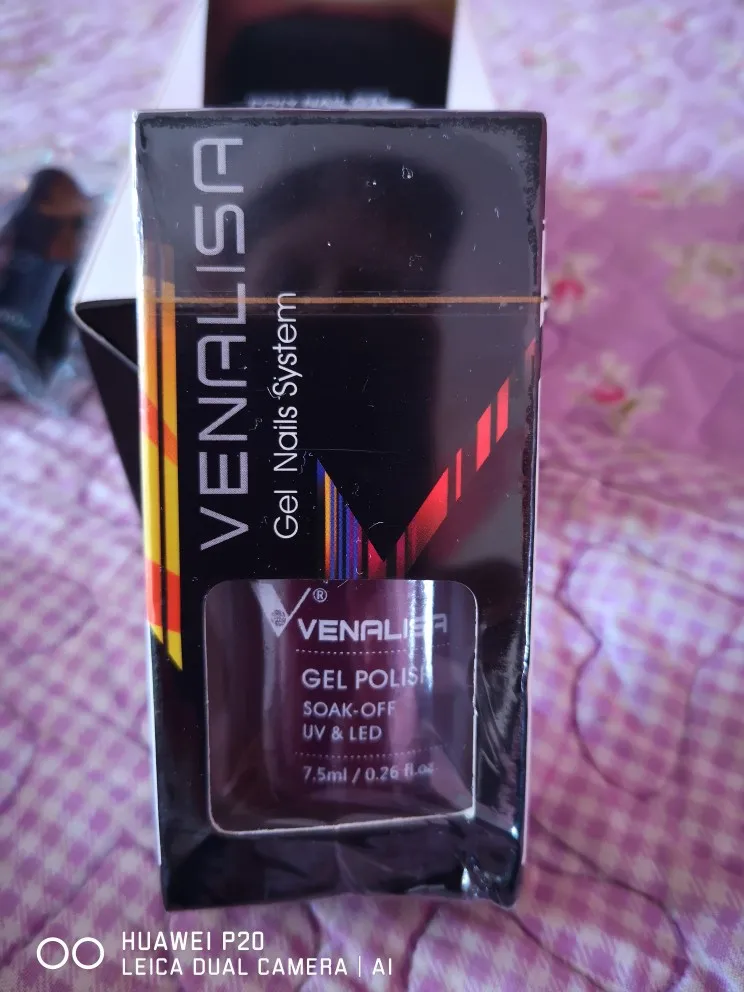 VENALISA
Gel Nails System
®
VENALISA
GEL POLISH
SOAK-OFF
UV & LED
7.5ml / 0.26 fl.oz
HUAWEI P20
LEICA DUAL CAMERA | AI